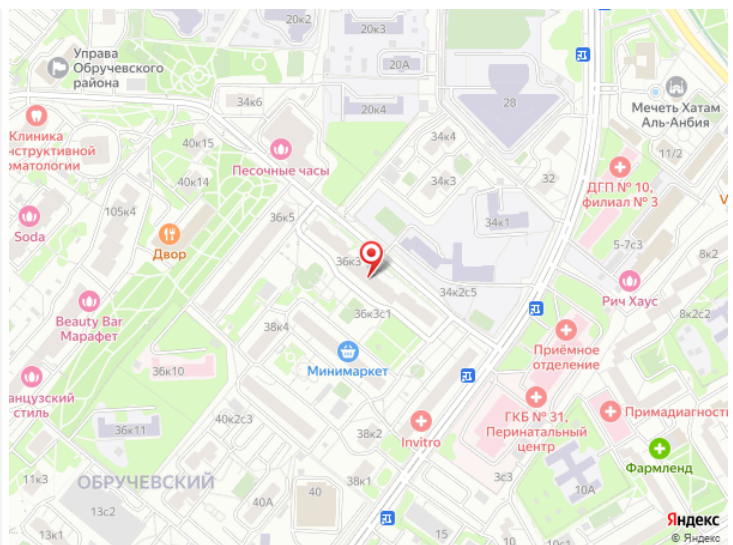 20к2
20к3
20А
Управа
Обручевского
района
34к6
20к4
28
Мечеть Хатам
Аль-Анбия
Клиника
нструктивной
оматологии
40к15
34к4
11/2
Песочные часы
40к14
34к3
32
ДГП № 10,
филиал № 3
105к4
36к5
34к1
5-7с3
Soda
Двор
36к3
8к2
34к2с5
Рич Хаус
Beauty Bar
Марафет
38к4
36к3с1
8к2с2
Приёмное
отделение
36к10
Минимаркет
анцузский
стиль
40к2с3
ГКБ № 31,
Перинатальный
центр
Примадиагность
36к11
38к2
Invitro
Фармленд
11к3
ОБРУЧЕВСКИЙ
38к1
3с3
10А
13с2
40А
40
13к1
15
Яндекс
© Яндекс